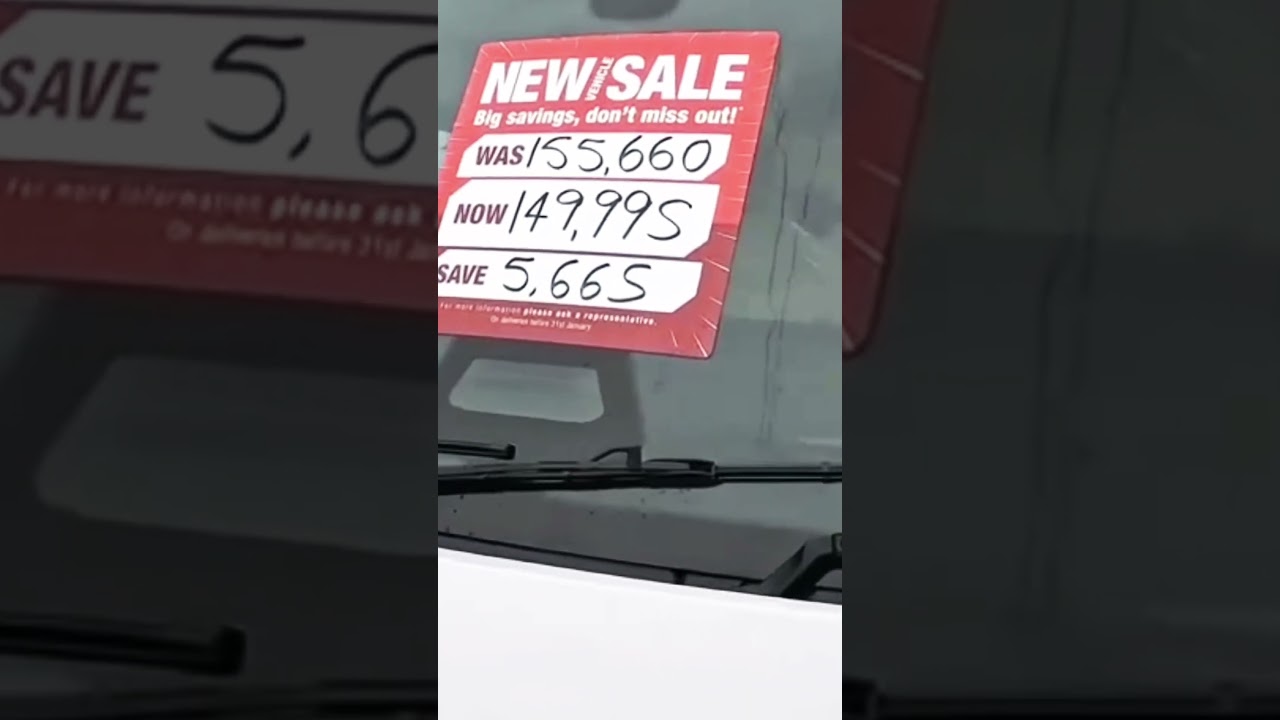 NEW VEHICLE SALE
Big savings, don't miss out!*
WAS 155,660
NOW 149,995
SAVE 5,665
For more information please ask a representative.
On deliveries before 31st January